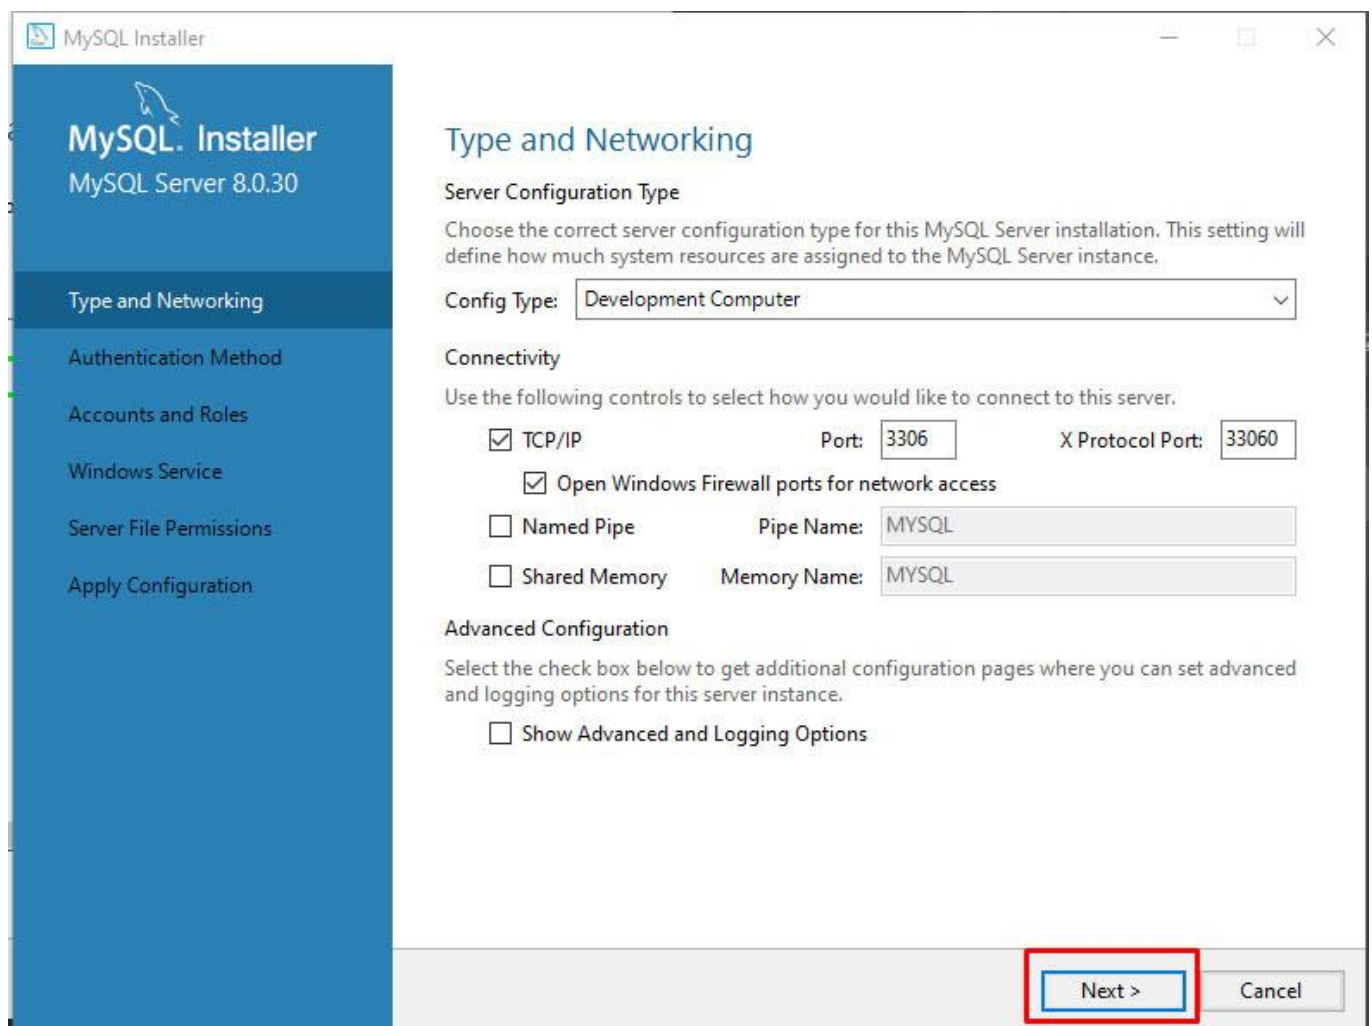 MySQL Installer
MySQL. Installer
MySQL Server 8.0.30
Type and Networking
Authentication Method
Accounts and Roles
Windows Service
Server File Permissions
Apply Configuration
Type and Networking
Server Configuration Type
Choose the correct server configuration type for this MySQL Server installation. This setting will
define how much system resources are assigned to the MySQL Server instance.
Config Type: Development Computer
Connectivity
Use the following controls to select how you would like to connect to this server.
TCP/IP Port: 3306 X Protocol Port: 33060
Open Windows Firewall ports for network access
Named Pipe Pipe Name: MYSQL
Shared Memory Memory Name: MYSQL
Advanced Configuration
Select the check box below to get additional configuration pages where you can set advanced
and logging options for this server instance.
Show Advanced and Logging Options
Next > Cancel